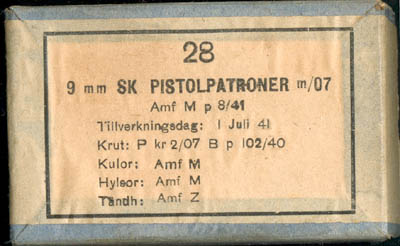 28
9 mm SK PISTOLPATRONER m/07
Amf M p 8/41
Tillverkningsdag: 1 Juli 41
Krut: P kr 2/07 B p 102/40
Kulor: Amf M
Hylsor: Amf M
Tändh: Amf Z